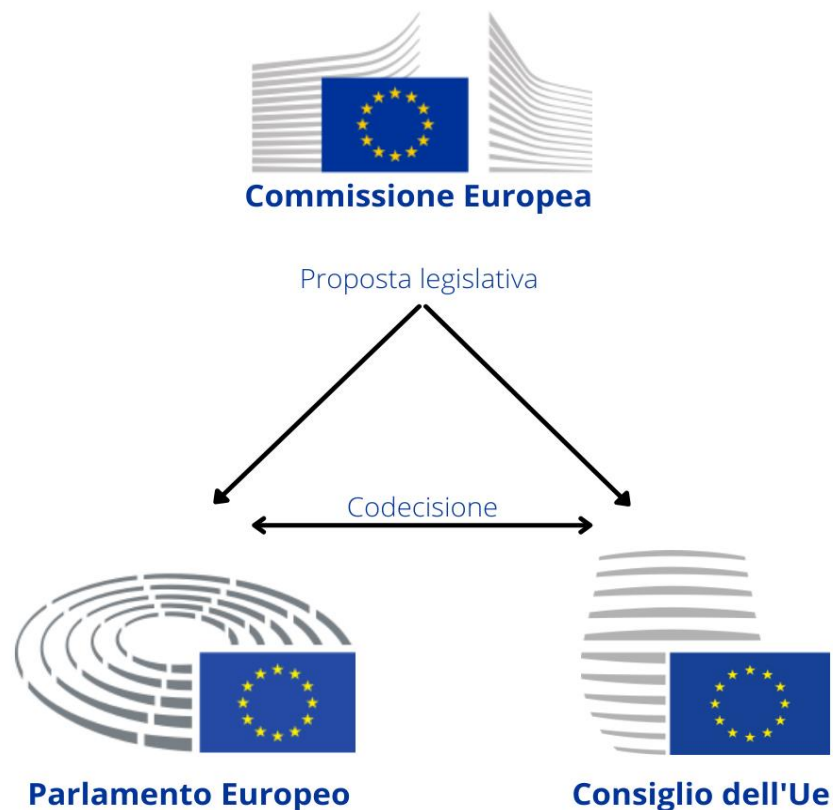 Commissione Europea
Proposta legislativa
Codecisione
Parlamento Europeo
Consiglio dell'Ue